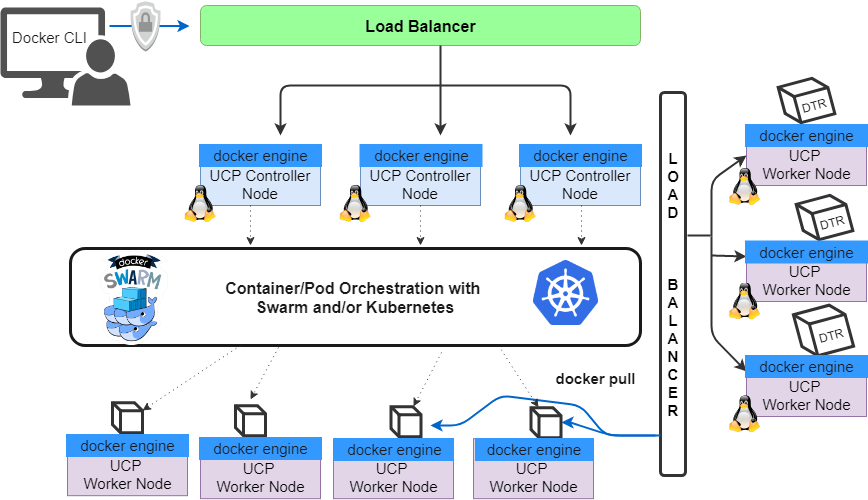 Docker CLI
Load Balancer
docker engine
UCP Controller
Node
docker engine
UCP Controller
Node
docker engine
UCP Controller
Node
docker
SWARM
Container/Pod Orchestration with
Swarm and/or Kubernetes
docker pull
docker engine
UCP
Worker Node
docker engine
UCP
Worker Node
docker engine
UCP
Worker Node
docker engine
UCP
Worker Node
LOAD
BALANCER
DTR
docker engine
UCP
Worker Node
DTR
docker engine
UCP
Worker Node
DTR
docker engine
UCP
Worker Node